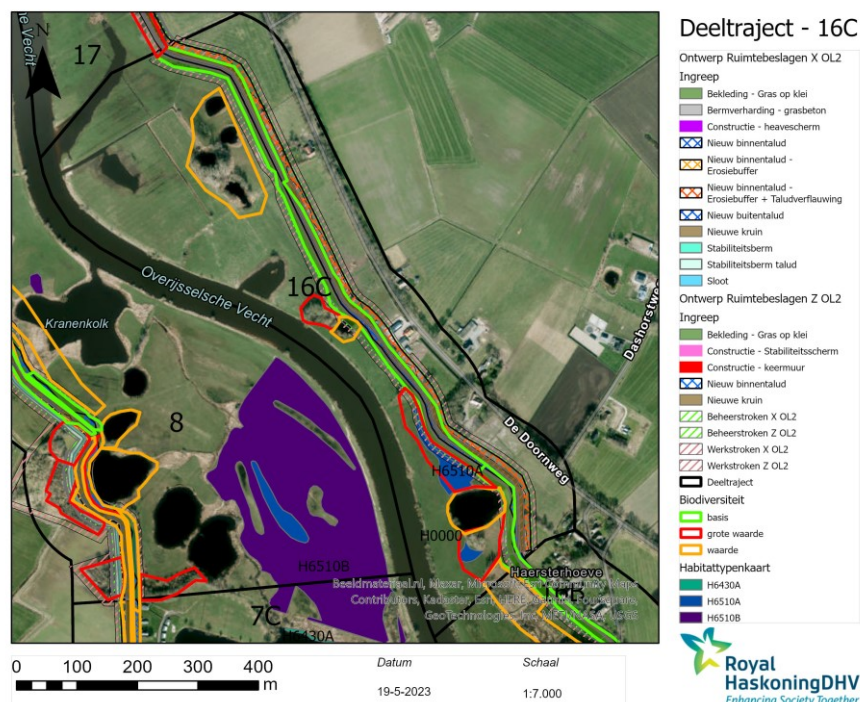 Deeltraject - 16C
Ontwerp Ruimtebeslagen X OL2
Ingreep
Bekleding - Gras op klei
Bermverharding - grasbeton
Constructie - heavescherm
Nieuw binnentalud
Nieuw binnentalud -
Erosiebuffer
Nieuw binnentalud -
Erosiebuffer + Taludverflauwing
Nieuw buitentalud
Nieuwe kruin
Stabiliteitsberm
Stabiliteitsberm talud
Sloot
Ontwerp Ruimtebeslagen Z OL2
Ingreep
Bekleding - Gras op klei
Constructie - Stabiliteitsscherm
Constructie - keermuur
Nieuw binnentalud
Nieuwe kruin
Beheerstroken X OL2
Beheerstroken Z OL2
Werkstroken X OL2
Werkstroken Z OL2
Deeltraject
Biodiversiteit
basis
grote waarde
waarde
Habitattypenkaart
H6430A
H6510A
H6510B
N
17
Vecht
16C
Overijsselsche Vecht
Kranenkolk
Dashorstweg
De Doornweg
8
H6510A
H0000
H6510B
Haersterhoeve
7C
Contributors, Kadaster, Esri,
0 100 200 300 400
m
Datum
19-5-2023
Schaal
1:7.000
Royal
HaskoningDHV
Enhancing Society Together